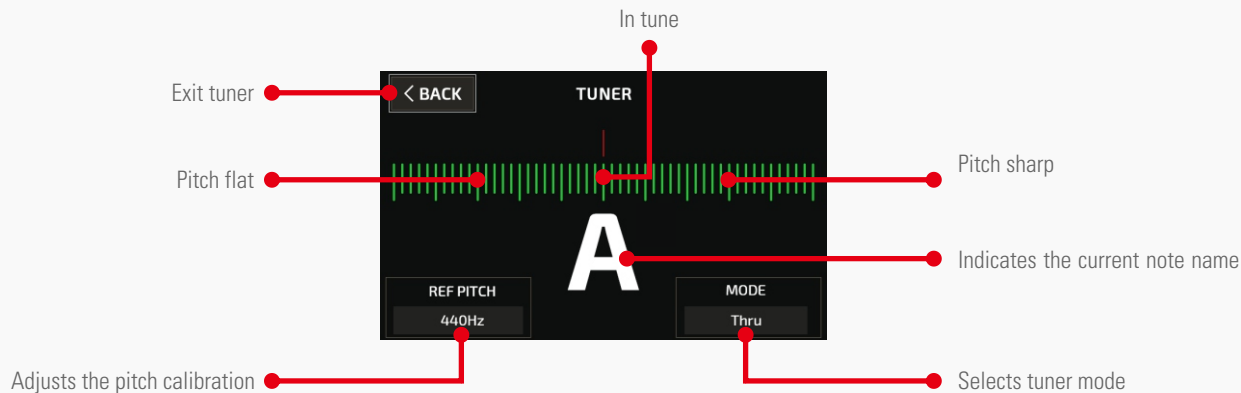 In tune
Exit tuner
< BACK
TUNER
Pitch flat
Pitch sharp
A
Indicates the current note name
REF PITCH
440Hz
MODE
Thru
Adjusts the pitch calibration
Selects tuner mode